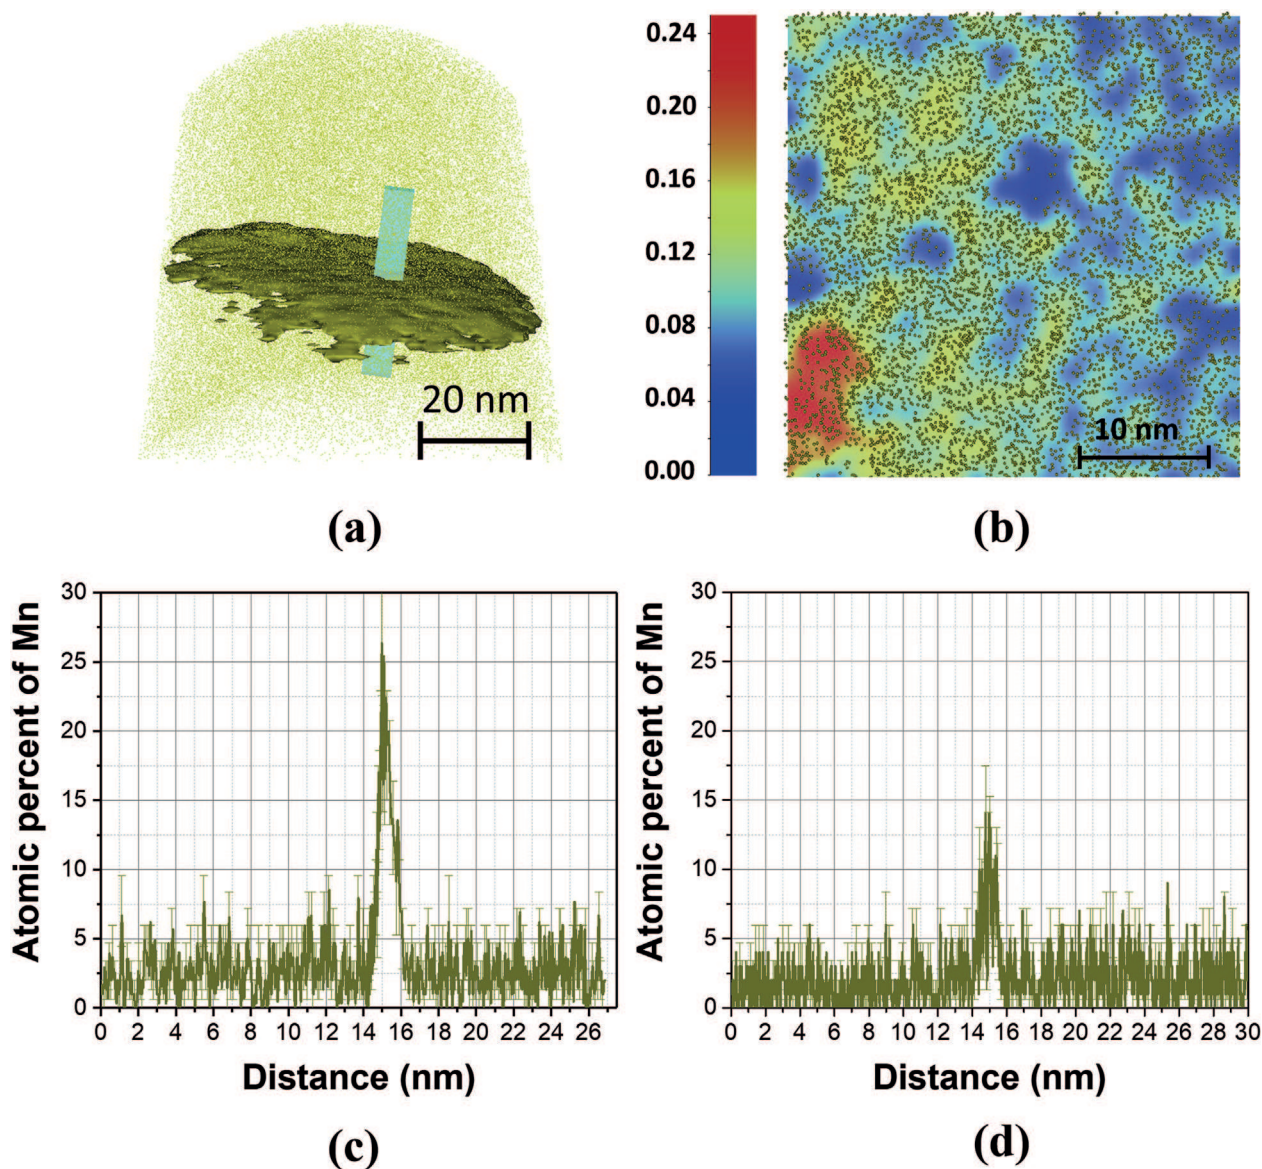 20 nm
(a)
0.24
0.20
0.16
0.12
0.08
0.04
0.00
10 nm
(b)
Atomic percent of Mn
30
25
20
15
10
5
0
0 2 4 6 8 10 12 14 16 18 20 22 24 26
Distance (nm)
(c)
Atomic percent of Mn
30
25
20
15
10
5
0
0 2 4 6 8 10 12 14 16 18 20 22 24 26 28 30
Distance (nm)
(d)